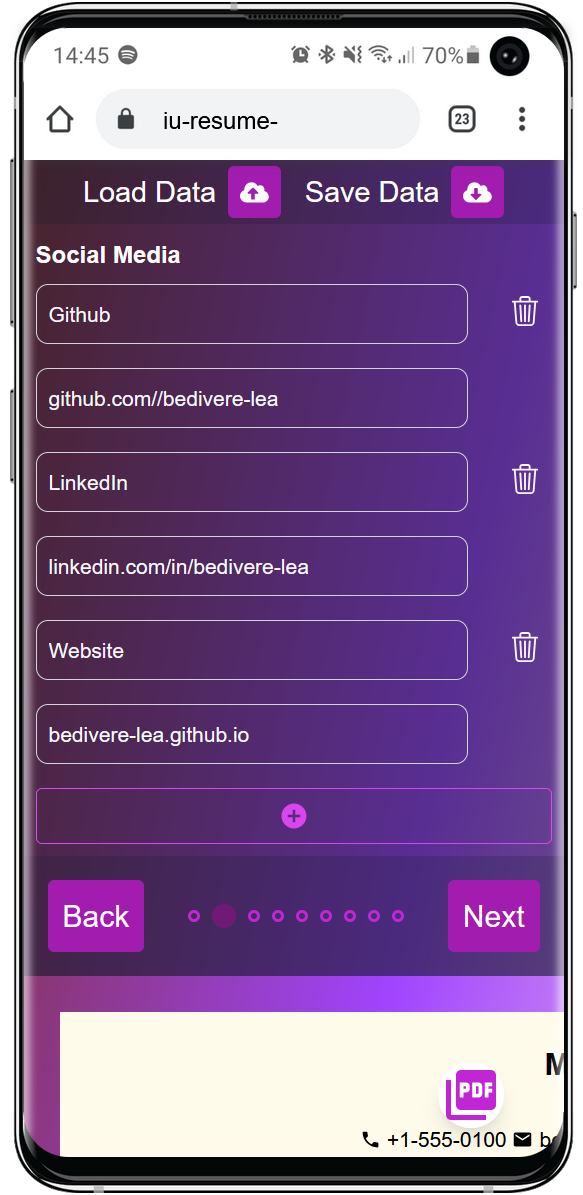 14:45 70%
iu-resume- 23
Load Data Save Data
Social Media
Github
github.com//bedivere-lea
LinkedIn
linkedin.com/in/bedivere-lea
Website
bedivere-lea.github.io
Back Next
M
PDF
+1-555-0100 be